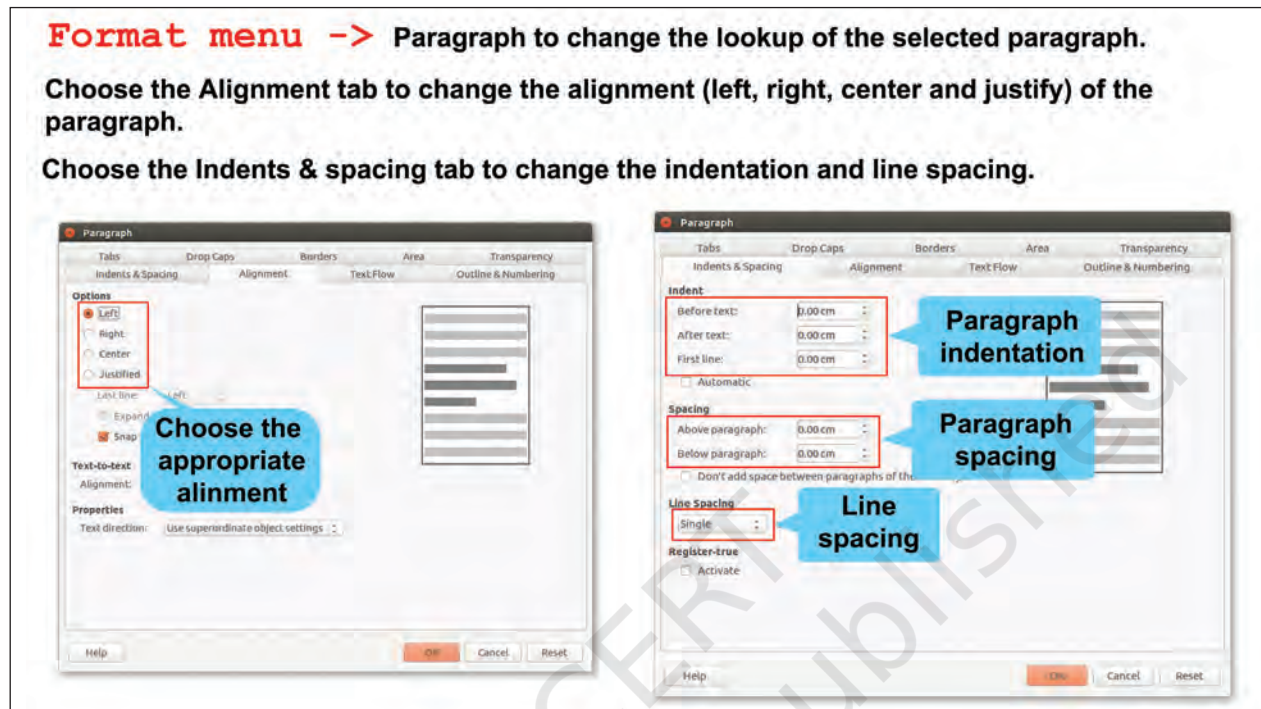 Format menu -> Paragraph to change the lookup of the selected paragraph.
Choose the Alignment tab to change the alignment (left, right, center and justify) of the
paragraph.
Choose the Indents & spacing tab to change the indentation and line spacing.
Paragraph
Tabs Drop Caps Borders Area Transparency
Indents & Spacing Alignment Text Flow Outline & Numbering
Options
Left
Right
Center
Justified
Last line: Left
Expand
Snap
Choose the
appropriate
alinment
Text-to-text
Alignment:
Properties
Text direction: Use superordinate object settings
Help OK Cancel Reset
Paragraph
Tabs Drop Caps Borders Area Transparency
Indents & Spacing Alignment Text Flow Outline & Numbering
Indent
Before text: 0.00 cm
After text: 0.00 cm
First line: 0.00 cm
Automatic
Paragraph
indentation
Spacing
Above paragraph: 0.00 cm
Below paragraph: 0.00 cm
Don't add space between paragraphs of the
Paragraph
spacing
Line Spacing
Single
Line
spacing
Register-true
Activate
Help Cancel Reset